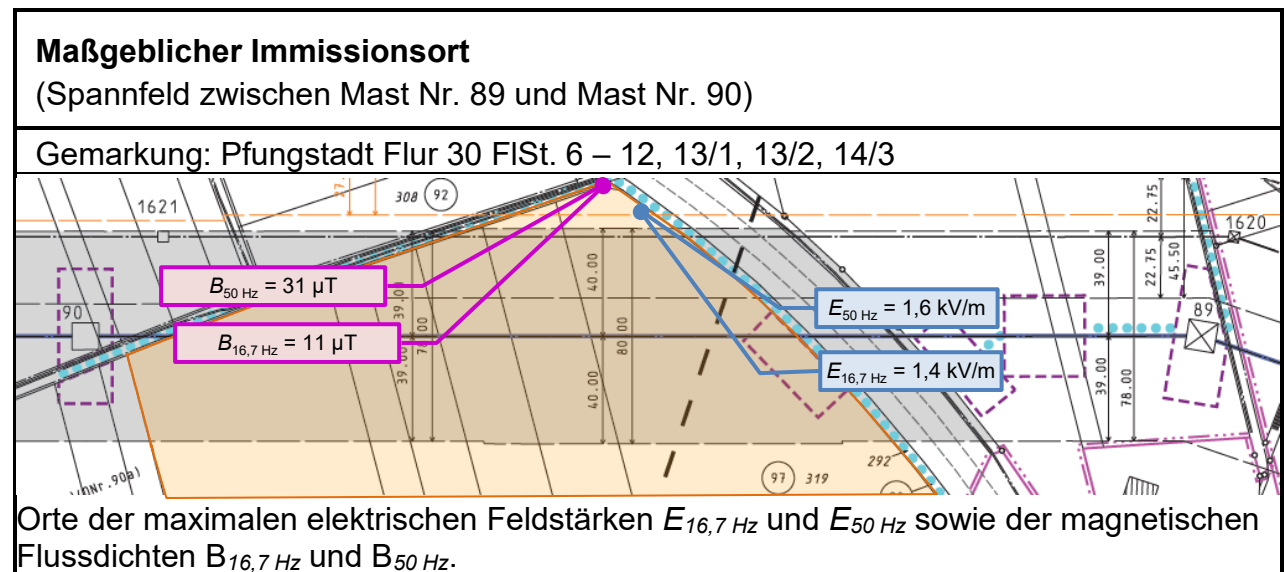 Maßgeblicher Immissionsort
(Spannfeld zwischen Mast Nr. 89 und Mast Nr. 90)
Gemarkung: Pfungstadt Flur 30 FlSt. 6 – 12, 13/1, 13/2, 14/3
1621
308 (92)
1620
22.75
39.00
22.75
45.50
40.00
39.00
B50 Hz = 31 µT
E50 Hz = 1,6 kV/m
90
89
B16,7 Hz = 11 µT
E16,7 Hz = 1,4 kV/m
39.00
40.00
39.00
78.00
292
(97) 319
Nr.90a)
Orte der maximalen elektrischen Feldstärken E16,7 Hz und E50 Hz sowie der magnetischen
Flussdichten B16,7 Hz und B50 Hz.